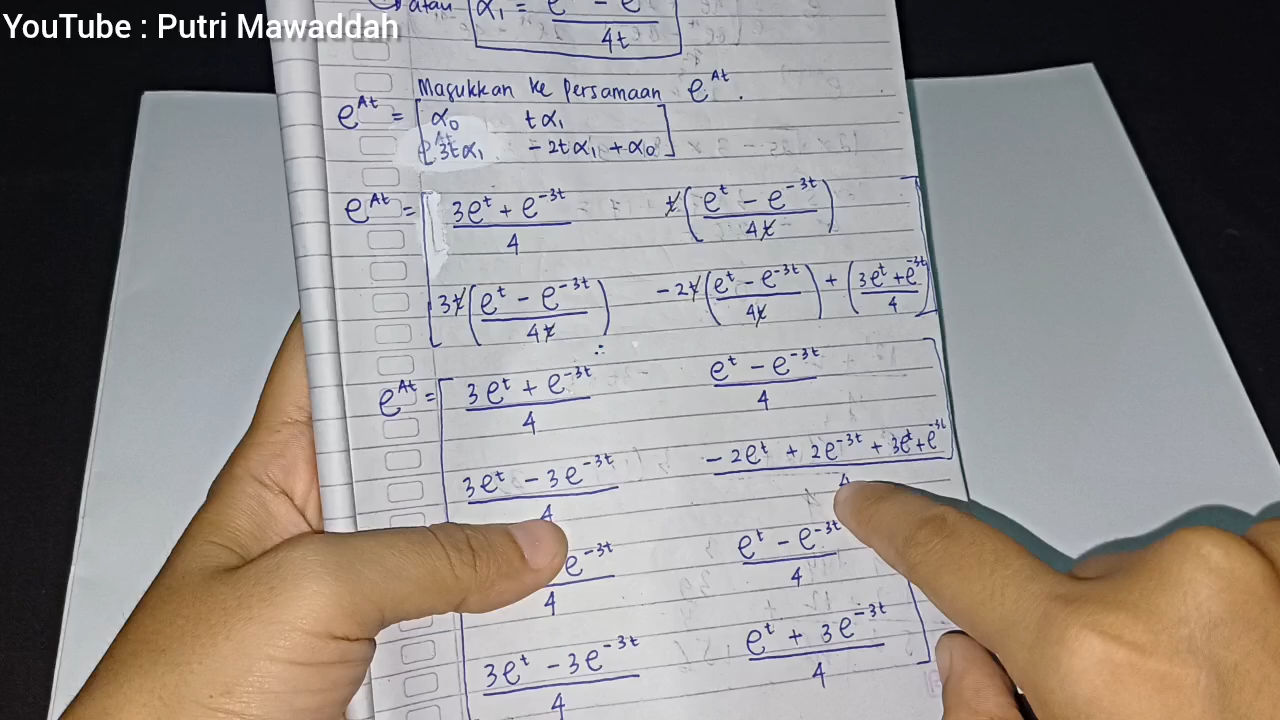 YouTube : Putri Mawaddah
atau α₁ = e - e
4t
Masukkan ke persamaan e^At.
e^At = [ α₀ tα₁
3tα₁ -2tα₁ + α₀ ]
e^At = [ 3e^t + e^-3t / 4 t( e^t - e^-3t / 4t )
3t( e^t - e^-3t / 4t ) -2t( e^t - e^-3t / 4t ) + ( 3e^t + e^-3t / 4 ) ]
∴
e^At = [ 3e^t + e^-3t / 4 e^t - e^-3t / 4
3e^t - 3e^-3t / 4 -2e^t + 2e^-3t + 3e^t + e^-3t / 4 ]
e^-3t / 4 e^t - e^-3t / 4
3e^t - 3e^-3t / 4 e^t + 3e^-3t / 4 ]